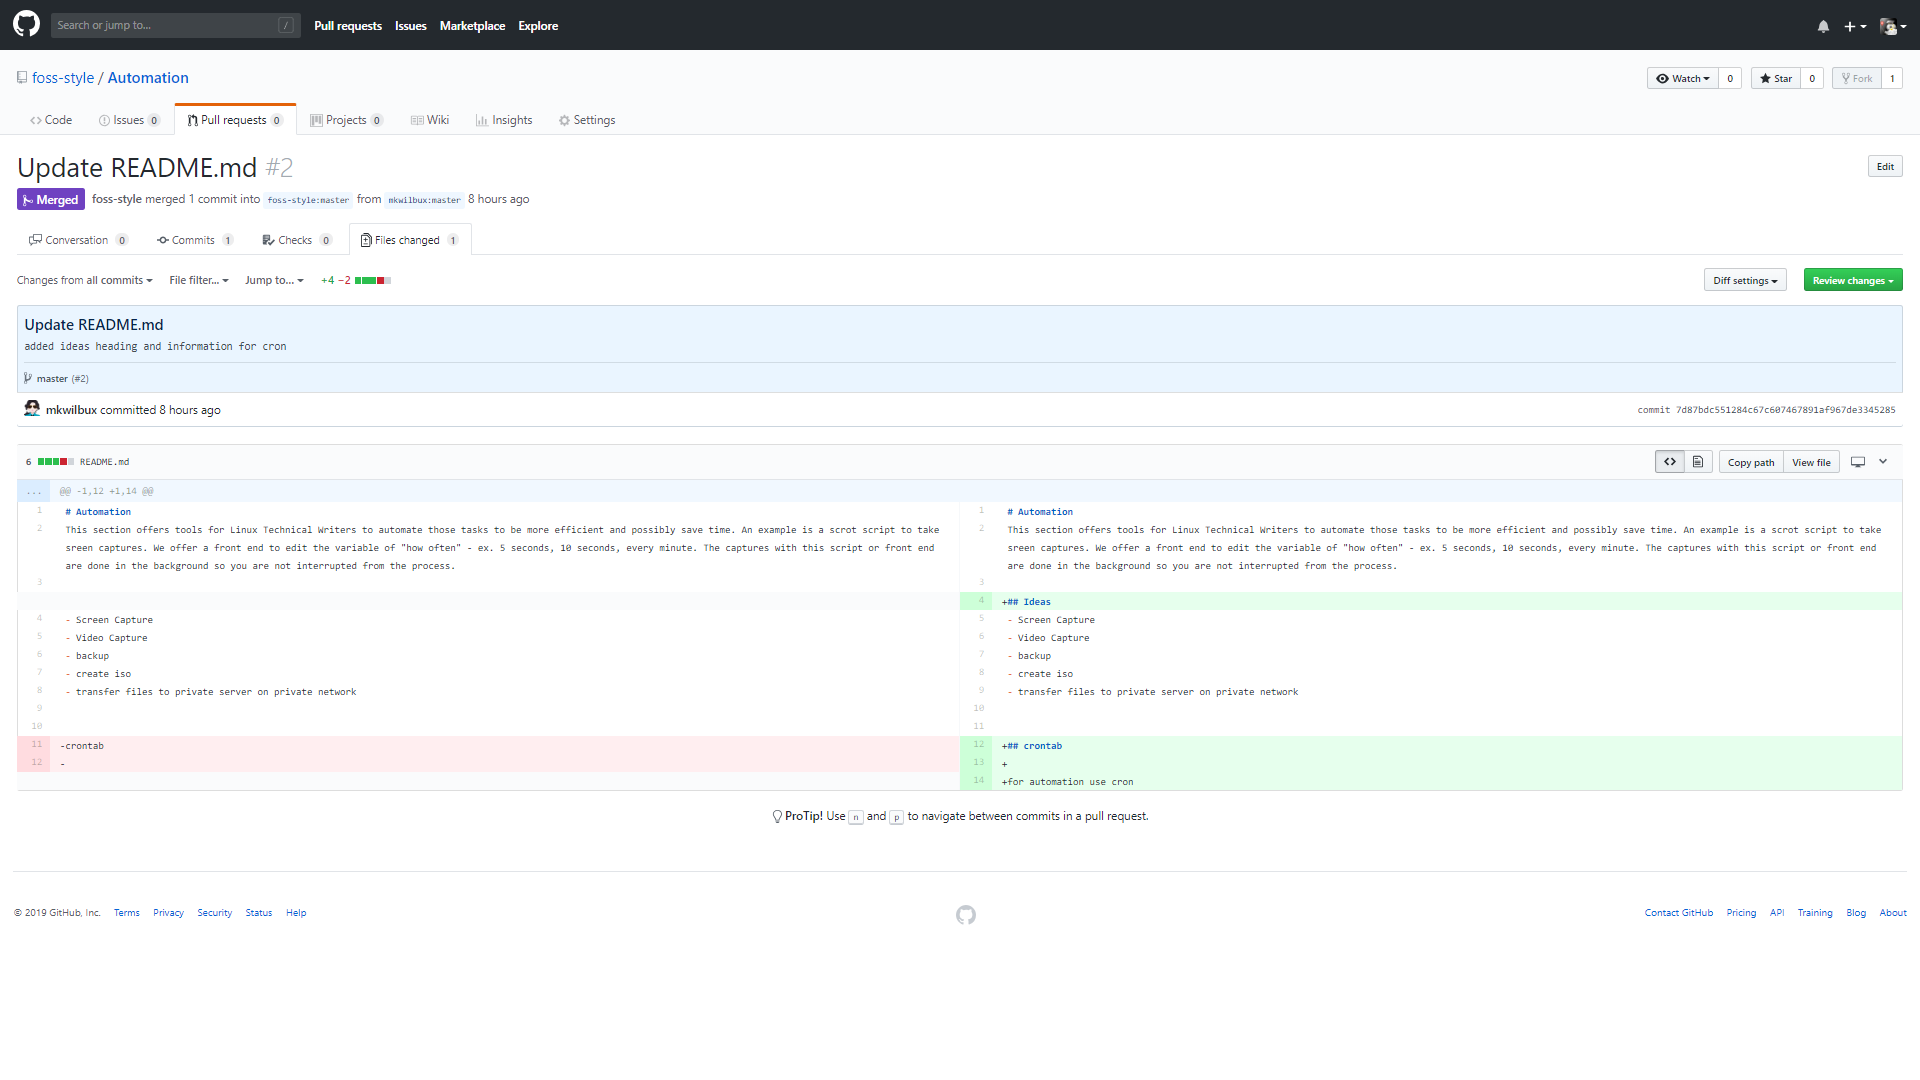 Search or jump to... /
Pull requests Issues Marketplace Explore
foss-style / Automation
Watch 0 Star 0 Fork 1
Code Issues 0 Pull requests 0 Projects 0 Wiki Insights Settings
Update README.md #2
Edit
Merged foss-style merged 1 commit into foss-style:master from mkwilbux:master 8 hours ago
Conversation 0 Commits 1 Checks 0 Files changed 1
Changes from all commits File filter... Jump to... +4 −2
Diff settings Review changes
Update README.md
added ideas heading and information for cron
master (#2)
mkwilbux committed 8 hours ago
commit 7d87bdc551284c67c607467891af967de3345285
6 README.md
Copy path View file
... @@ -1,12 +1,14 @@
1 # Automation
2 This section offers tools for Linux Technical Writers to automate those tasks to be more efficient and possibly save time. An example is a scrot script to take
sreen captures. We offer a front end to edit the variable of "how often" - ex. 5 seconds, 10 seconds, every minute. The captures with this script or front end
are done in the background so you are not interrupted from the process.
3
4 - Screen Capture
5 - Video Capture
6 - backup
7 - create iso
8 - transfer files to private server on private network
9
10
11 -crontab
12 -
1 # Automation
2 This section offers tools for Linux Technical Writers to automate those tasks to be more efficient and possibly save time. An example is a scrot script to take
sreen captures. We offer a front end to edit the variable of "how often" - ex. 5 seconds, 10 seconds, every minute. The captures with this script or front end
are done in the background so you are not interrupted from the process.
3
4 +## Ideas
5 - Screen Capture
6 - Video Capture
7 - backup
8 - create iso
9 - transfer files to private server on private network
10
11
12 +## crontab
13 +
14 +for automation use cron
ProTip! Use n and p to navigate between commits in a pull request.
© 2019 GitHub, Inc. Terms Privacy Security Status Help
Contact GitHub Pricing API Training Blog About